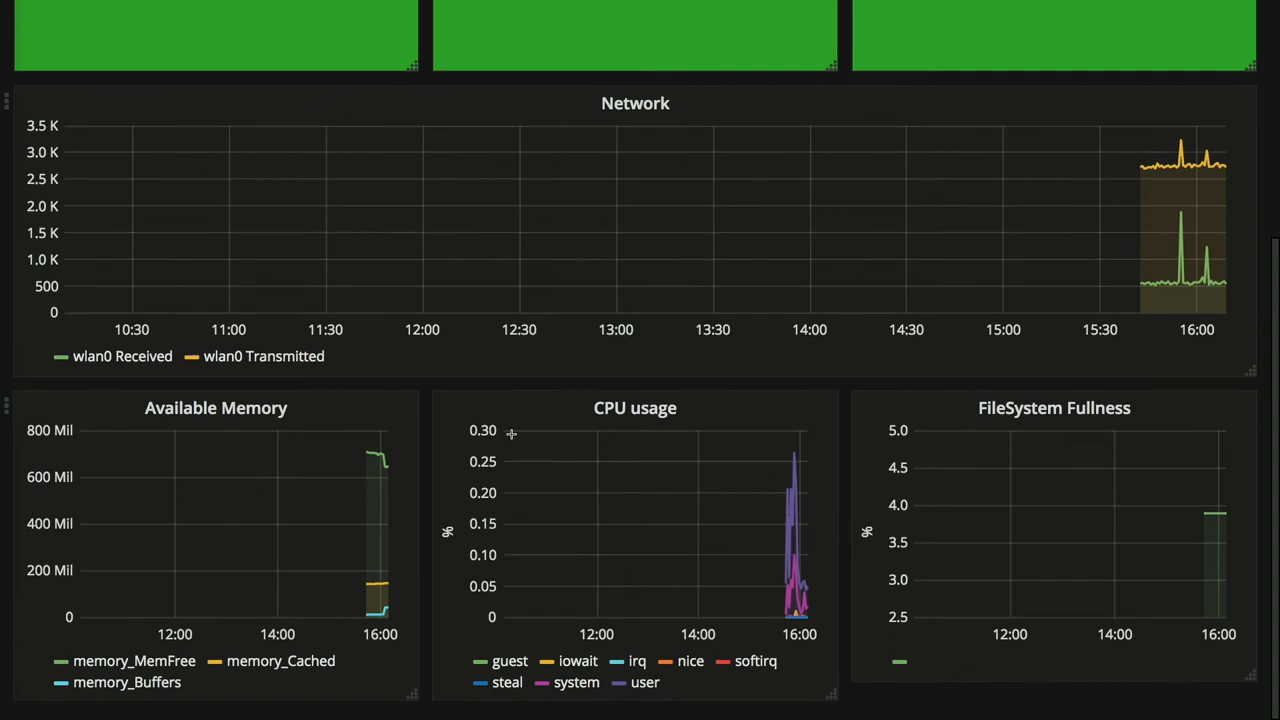 Network
3.5 K
3.0 K
2.5 K
2.0 K
1.5 K
1.0 K
500
0
10:30 11:00 11:30 12:00 12:30 13:00 13:30 14:00 14:30 15:00 15:30 16:00
wlan0 Received wlan0 Transmitted
Available Memory
800 Mil
600 Mil
400 Mil
200 Mil
0
12:00 14:00 16:00
memory_MemFree memory_Cached
memory_Buffers
CPU usage
%
0.30
0.25
0.20
0.15
0.10
0.05
0
12:00 14:00 16:00
guest iowait irq nice softirq
steal system user
FileSystem Fullness
%
5.0
4.5
4.0
3.5
3.0
2.5
12:00 14:00 16:00